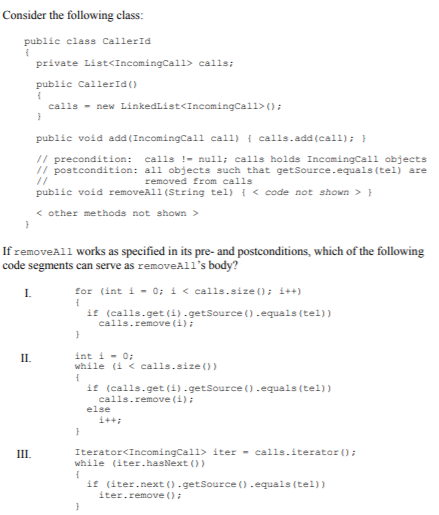 Consider the following class:
public class CallerId
{
private List<IncomingCall> calls;
public CallerId()
{
calls = new LinkedList<IncomingCall>();
}
public void add(IncomingCall call) { calls.add(call); }
// precondition: calls != null; calls holds IncomingCall objects
// postcondition: all objects such that getSource.equals(tel) are
// removed from calls
public void removeAll(String tel) { < code not shown > }
< other methods not shown >
}
If removeAll works as specified in its pre- and postconditions, which of the following
code segments can serve as removeAll's body?
I. for (int i = 0; i < calls.size(); i++)
{
if (calls.get(i).getSource().equals(tel))
calls.remove(i);
}
II. int i = 0;
while (i < calls.size())
{
if (calls.get(i).getSource().equals(tel))
calls.remove(i);
else
i++;
}
III. Iterator<IncomingCall> iter = calls.iterator();
while (iter.hasNext())
{
if (iter.next().getSource().equals(tel))
iter.remove();
}